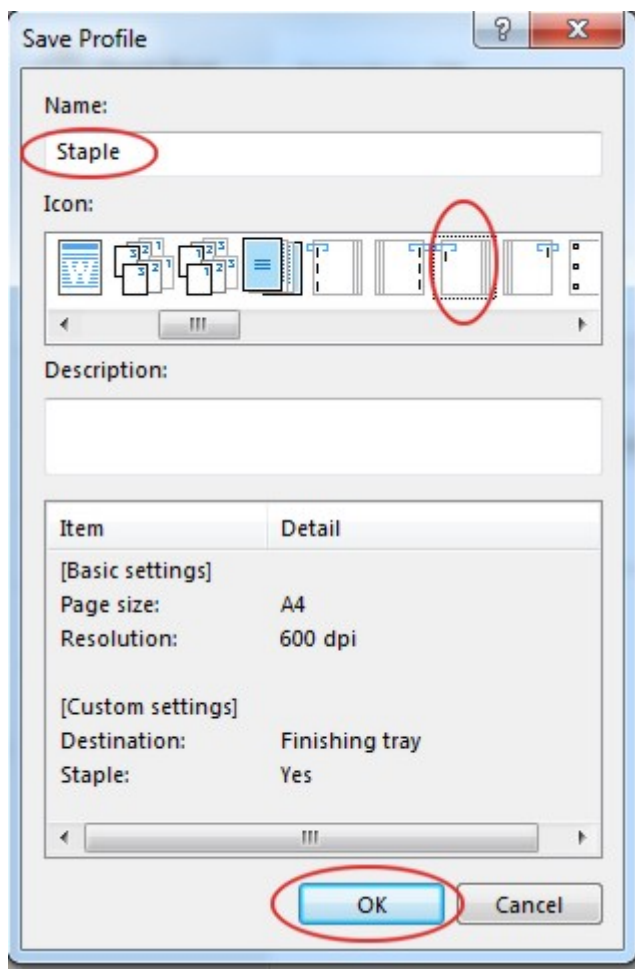 Save Profile
Name:
Staple
Icon:
Description:
Item Detail
[Basic settings]
Page size: A4
Resolution: 600 dpi
[Custom settings]
Destination: Finishing tray
Staple: Yes
OK Cancel